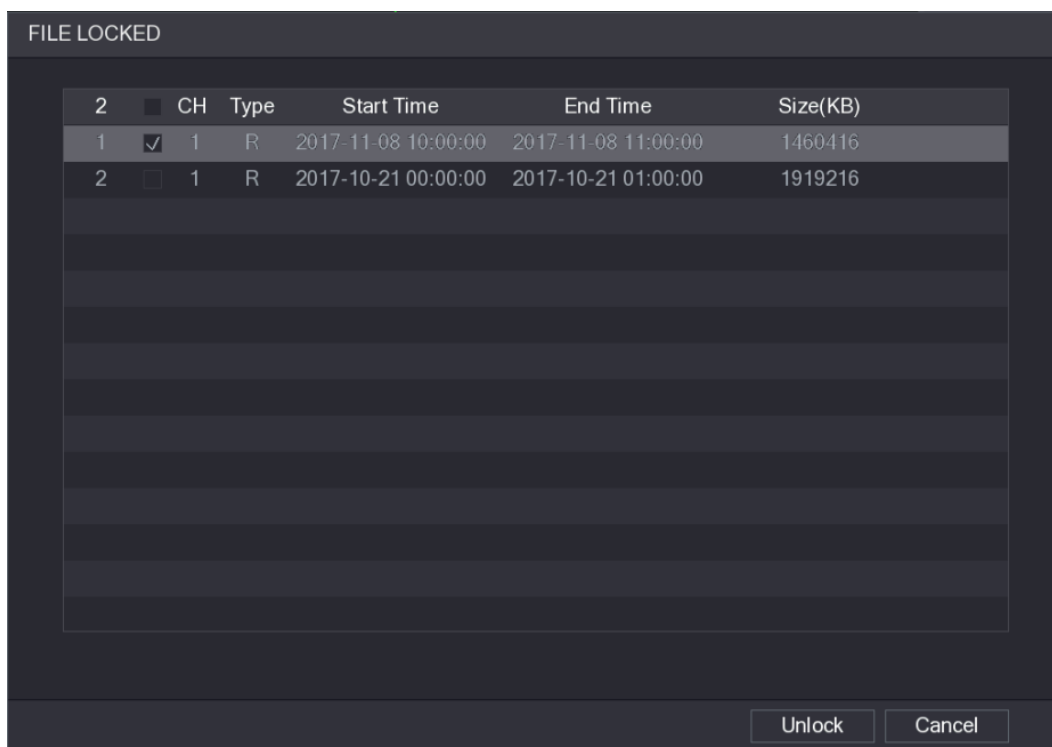 FILE LOCKED
2 CH Type Start Time End Time Size(KB)
1 1 R 2017-11-08 10:00:00 2017-11-08 11:00:00 1460416
2 1 R 2017-10-21 00:00:00 2017-10-21 01:00:00 1919216
Unlock Cancel